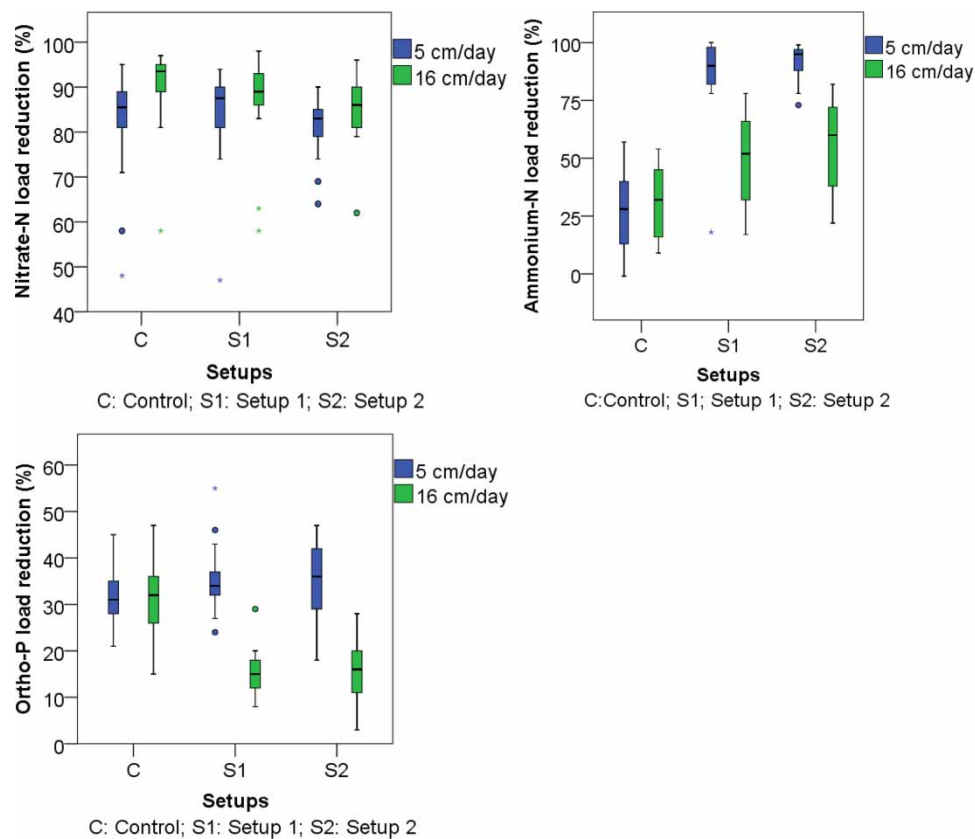 Nitrate-N load reduction (%)
100
90
80
70
60
50
40
C
S1
S2
Setups
C: Control; S1: Setup 1; S2: Setup 2
5 cm/day
16 cm/day
Ammonium-N load reduction (%)
100
75
50
25
0
C
S1
S2
Setups
C:Control; S1; Setup 1; S2: Setup 2
5 cm/day
16 cm/day
Ortho-P load reduction (%)
60
50
40
30
20
10
0
C
S1
S2
Setups
C: Control; S1: Setup 1; S2: Setup 2
5 cm/day
16 cm/day